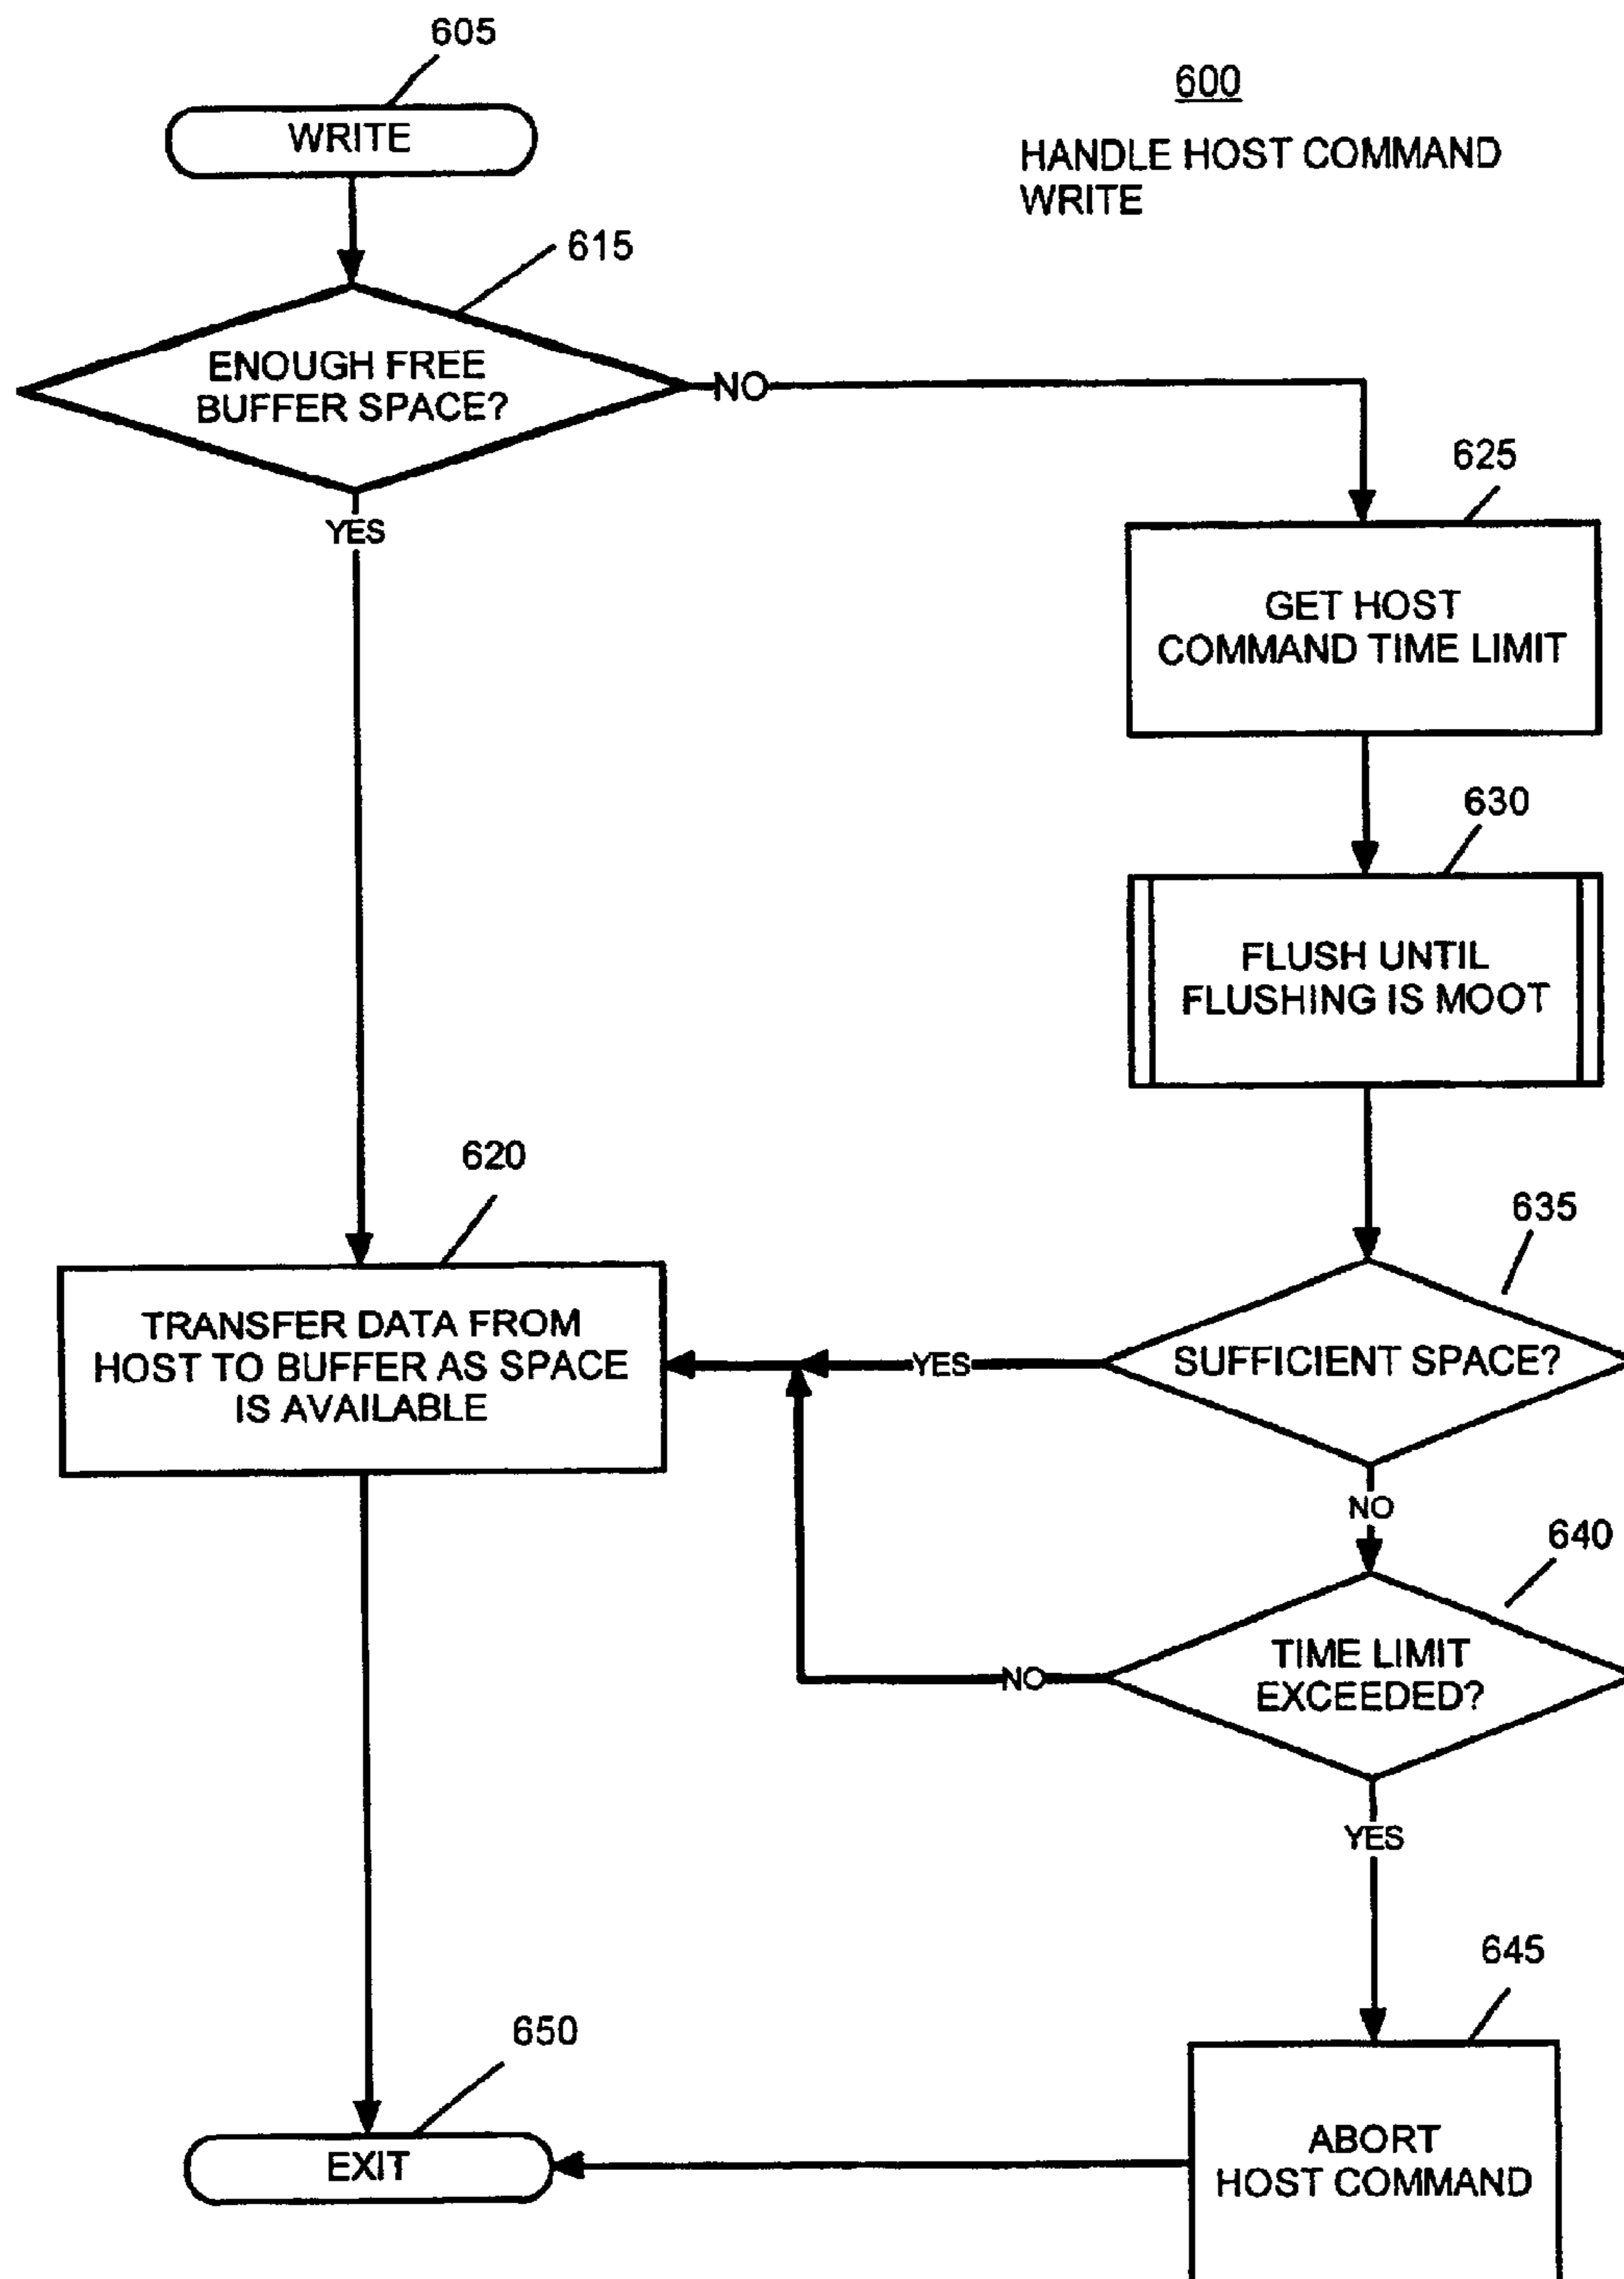 605
WRITE
600
HANDLE HOST COMMAND
WRITE
615
ENOUGH FREE
BUFFER SPACE?
NO
YES
625
GET HOST
COMMAND TIME LIMIT
630
FLUSH UNTIL
FLUSHING IS MOOT
620
TRANSFER DATA FROM
HOST TO BUFFER AS SPACE
IS AVAILABLE
635
SUFFICIENT SPACE?
YES
NO
640
TIME LIMIT
EXCEEDED?
NO
YES
645
ABORT
HOST COMMAND
650
EXIT